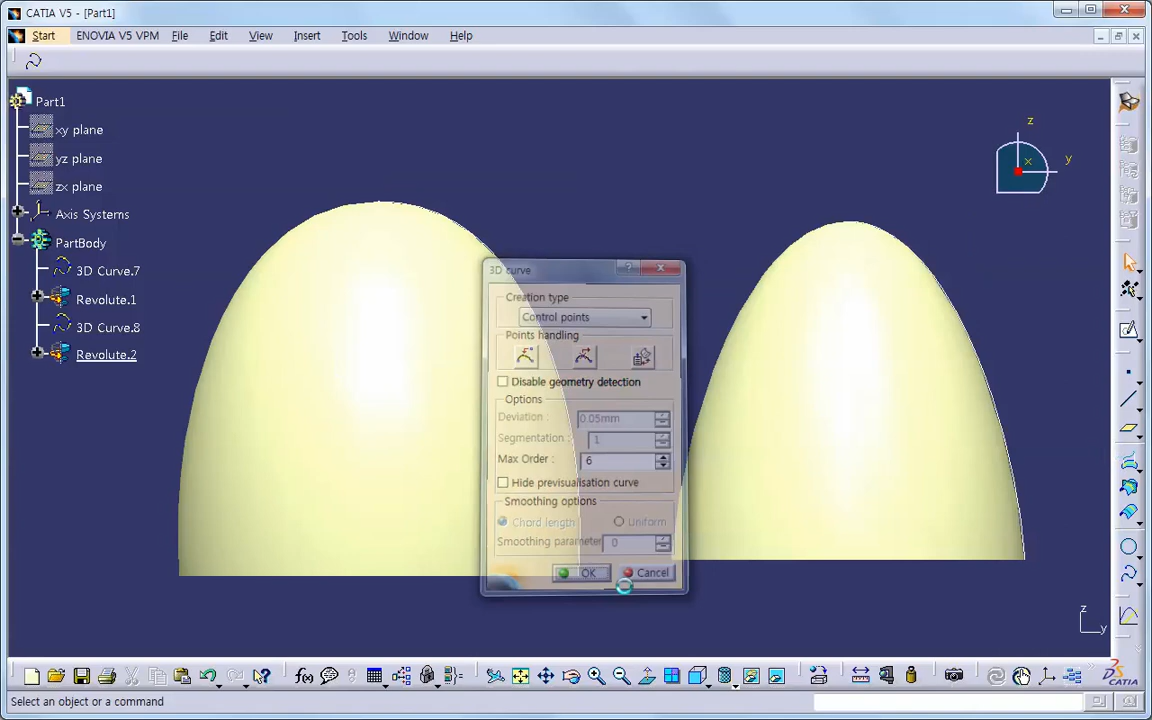 CATIA V5 - [Part1]
Start ENOVIA V5 VPM File Edit View Insert Tools Window Help
Part1
xy plane
yz plane
zx plane
Axis Systems
PartBody
3D Curve.7
Revolute.1
3D Curve.8
Revolute.2
z
x y
3D curve
Creation type
Control points
Points handling
Disable geometry detection
Options
Deviation : 0.05mm
Segmentation : 1
Max Order : 6
Hide previsualisation curve
Smoothing options
Chord length Uniform
Smoothing parameter 0
OK Cancel
z
y
f(x)
CATIA
Select an object or a command